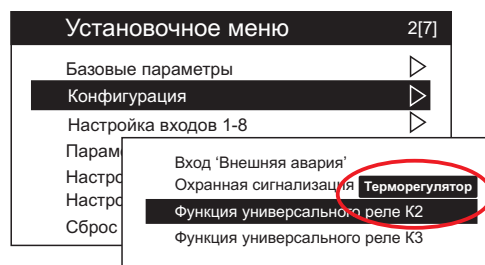 Установочное меню 2[7]
Базовые параметры
Конфигурация
Настройка входов 1-8
Парам
Настро
Настро
Сброс
Вход 'Внешняя авария'
Охранная сигнализация Терморегулятор
Функция универсального реле К2
Функция универсального реле К3